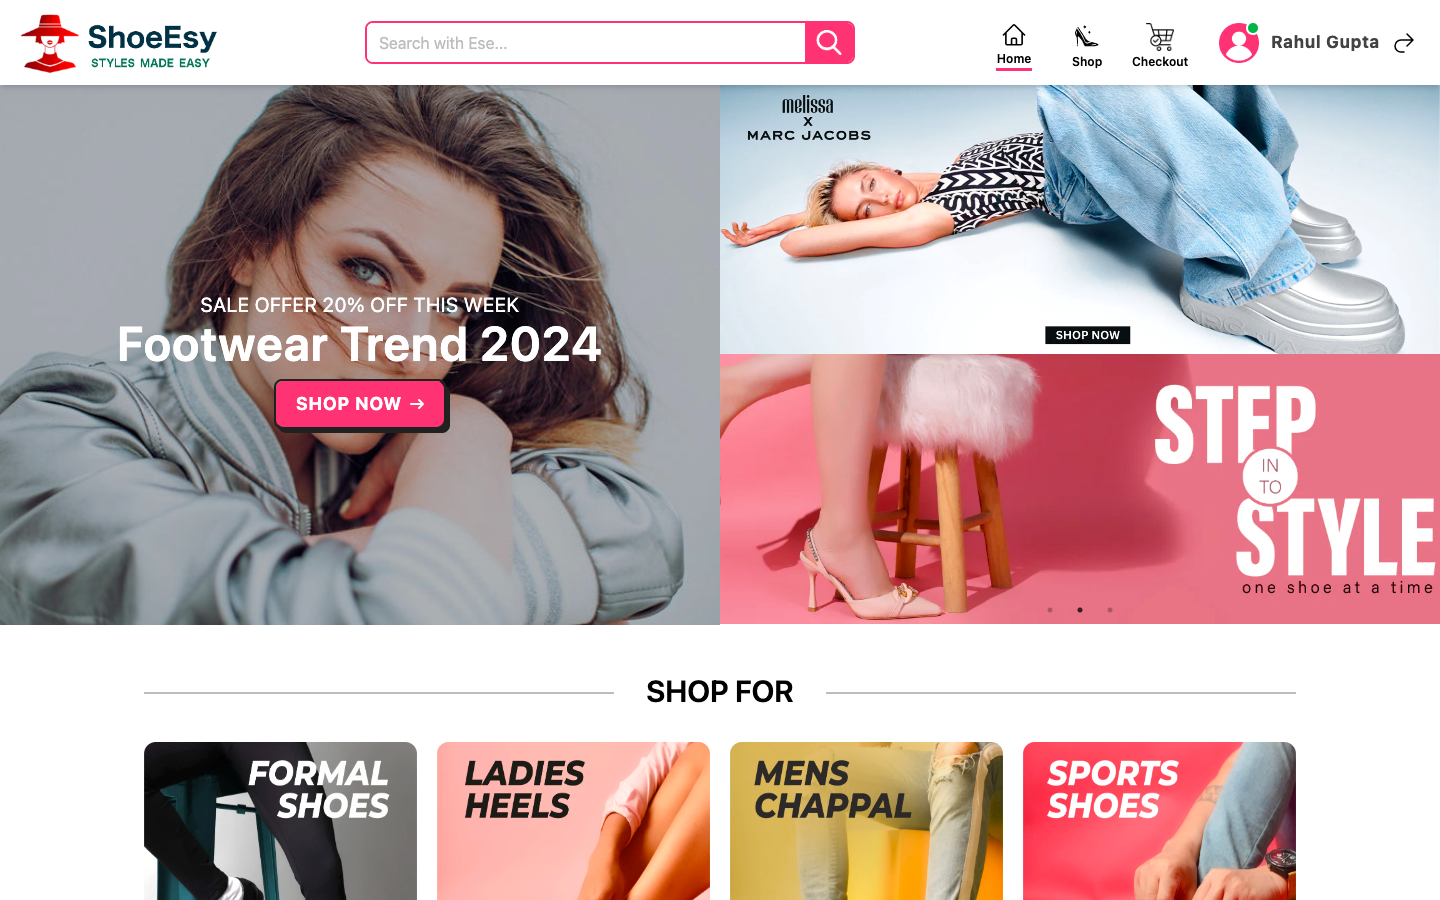 ShoeEsy
STYLES MADE EASY
Search with Ese...
Home
Shop
Checkout
Rahul Gupta
SALE OFFER 20% OFF THIS WEEK
Footwear Trend 2024
SHOP NOW →
melissa
X
MARC JACOBS
SHOP NOW
STEP
IN
TO
STYLE
one shoe at a time
SHOP FOR
FORMAL
SHOES
LADIES
HEELS
MENS
CHAPPAL
SPORTS
SHOES